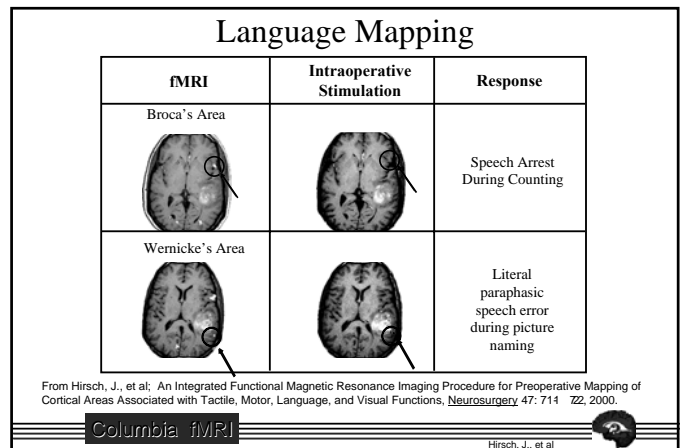 Language Mapping
fMRI
Intraoperative
Stimulation
Response
Broca's Area
Speech Arrest
During Counting
Wernicke's Area
Literal
paraphasic
speech error
during picture
naming
From Hirsch, J., et al; An Integrated Functional Magnetic Resonance Imaging Procedure for Preoperative Mapping of
Cortical Areas Associated with Tactile, Motor, Language, and Visual Functions, Neurosurgery 47: 711 722, 2000.
Columbia fMRI
Hirsch, J., et al